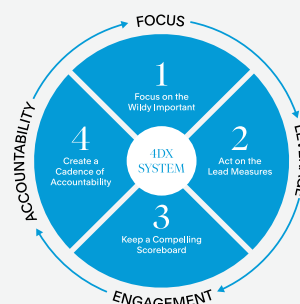 FOCUS
1
Focus on the
Wildly Important
2
Act on the
Lead Measures
3
Keep a Compelling
Scoreboard
4
Create a
Cadence of
Accountability
4DX
SYSTEM
ENGAGEMENT
ACCOUNTABILITY